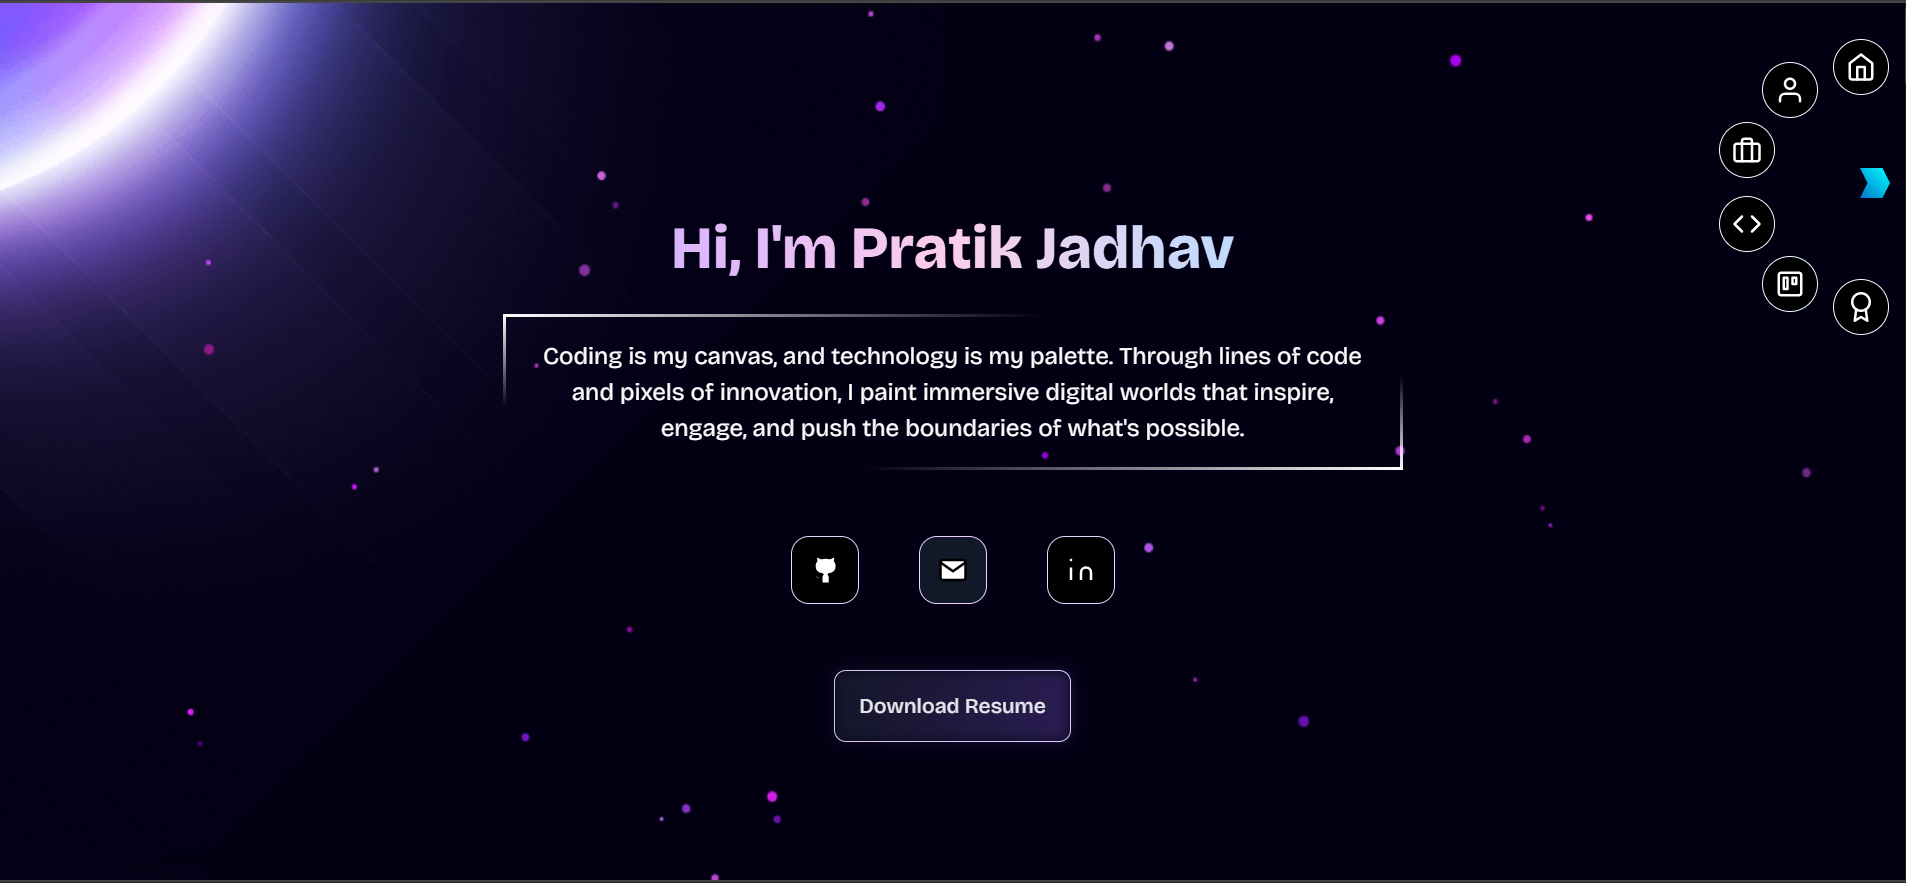 Hi, I'm Pratik Jadhav
Coding is my canvas, and technology is my palette. Through lines of code
and pixels of innovation, I paint immersive digital worlds that inspire,
engage, and push the boundaries of what's possible.
in
Download Resume